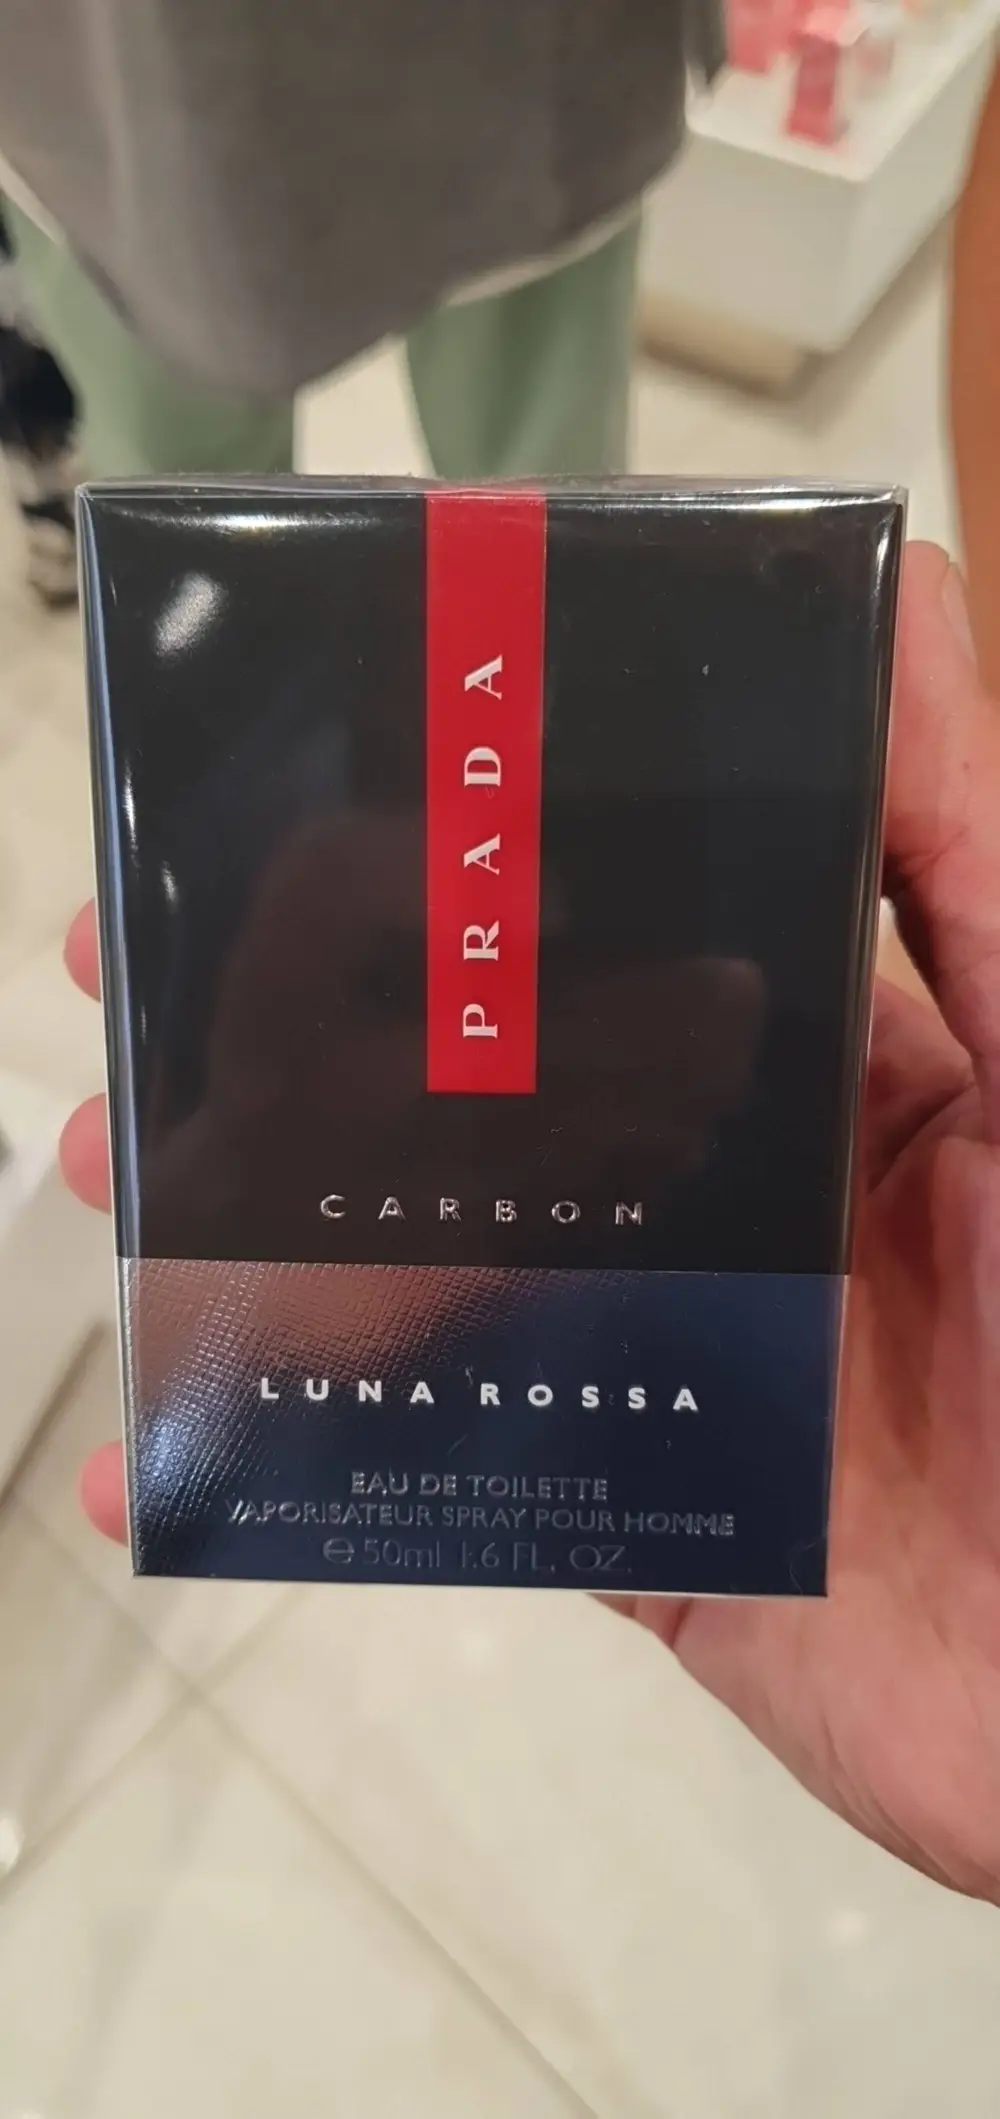 PRADA
CARBON
LUNA ROSSA
EAU DE TOILETTE
VAPORISATEUR SPRAY POUR HOMME
℮ 50ml 1.6 FL. OZ.